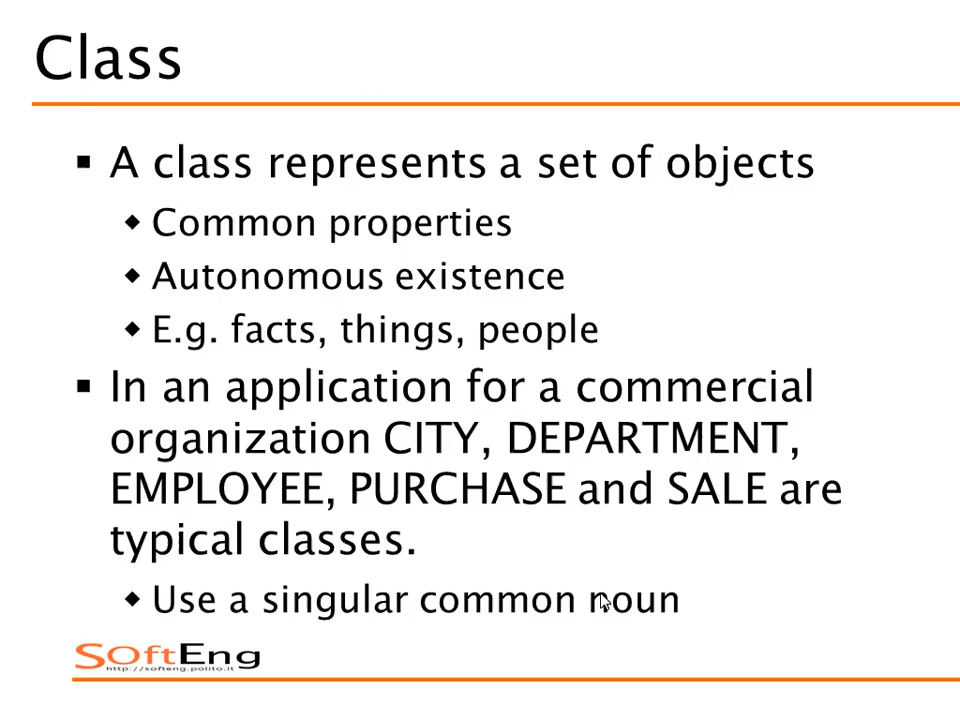 Class
▪ A class represents a set of objects
◆ Common properties
◆ Autonomous existence
◆ E.g. facts, things, people
▪ In an application for a commercial
organization CITY, DEPARTMENT,
EMPLOYEE, PURCHASE and SALE are
typical classes.
◆ Use a singular common noun
SOftEng
http://softeng.polito.it